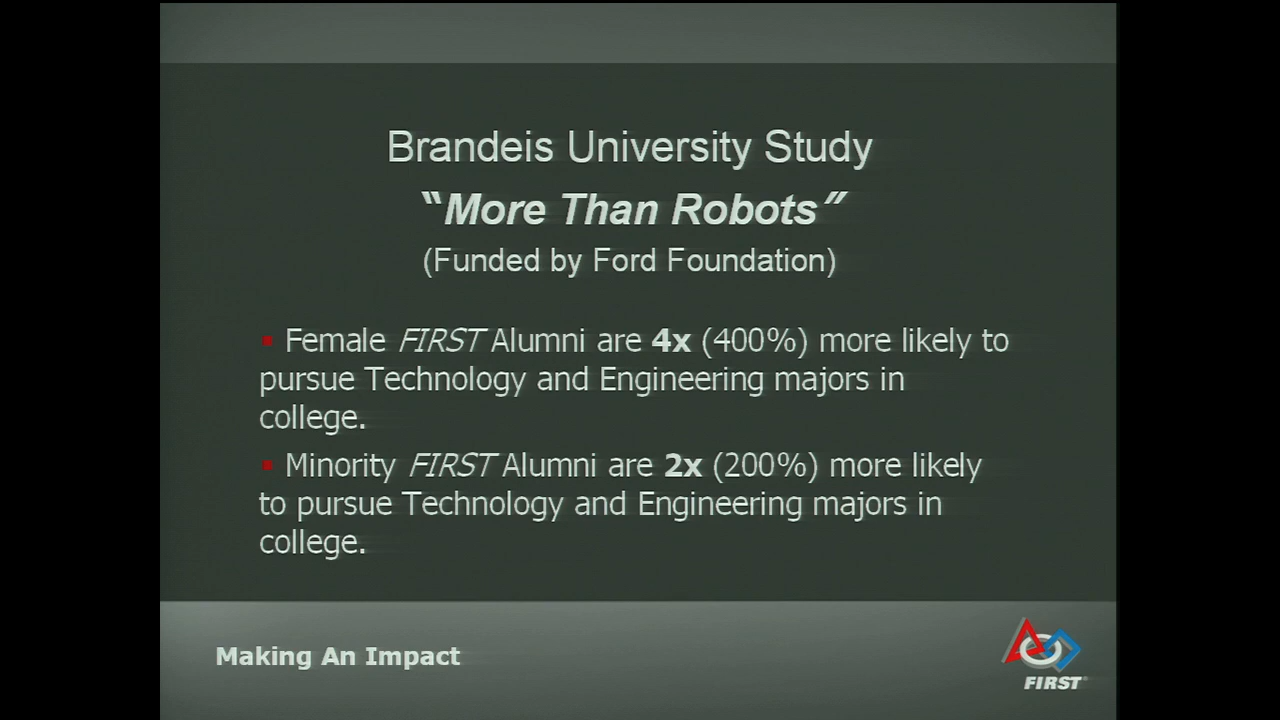 Brandeis University Study
“More Than Robots”
(Funded by Ford Foundation)
▪ Female FIRST Alumni are 4x (400%) more likely to
pursue Technology and Engineering majors in
college.
▪ Minority FIRST Alumni are 2x (200%) more likely
to pursue Technology and Engineering majors in
college.
Making An Impact
FIRST®